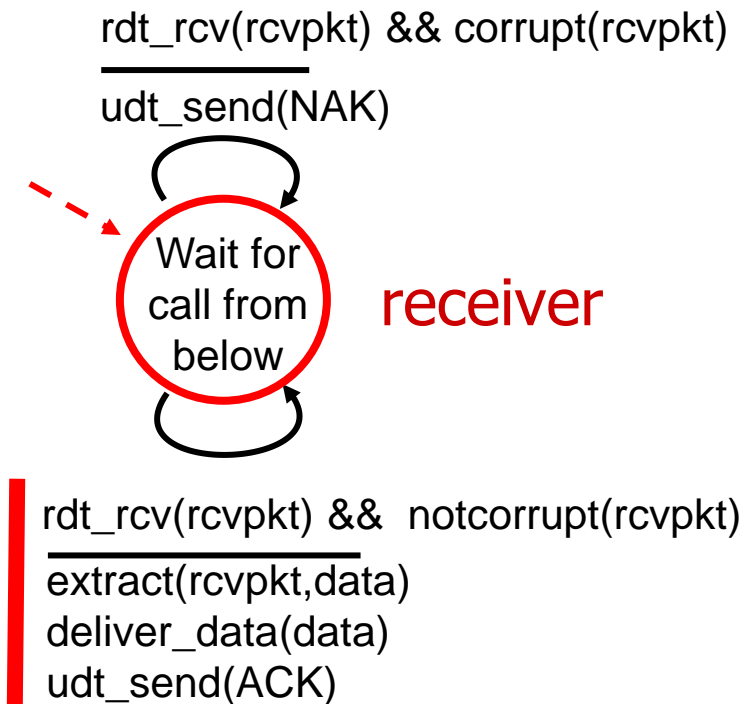 rdt_rcv(rcvpkt) && corrupt(rcvpkt)
udt_send(NAK)
Wait for
call from
below
receiver
rdt_rcv(rcvpkt) && notcorrupt(rcvpkt)
extract(rcvpkt,data)
deliver_data(data)
udt_send(ACK)